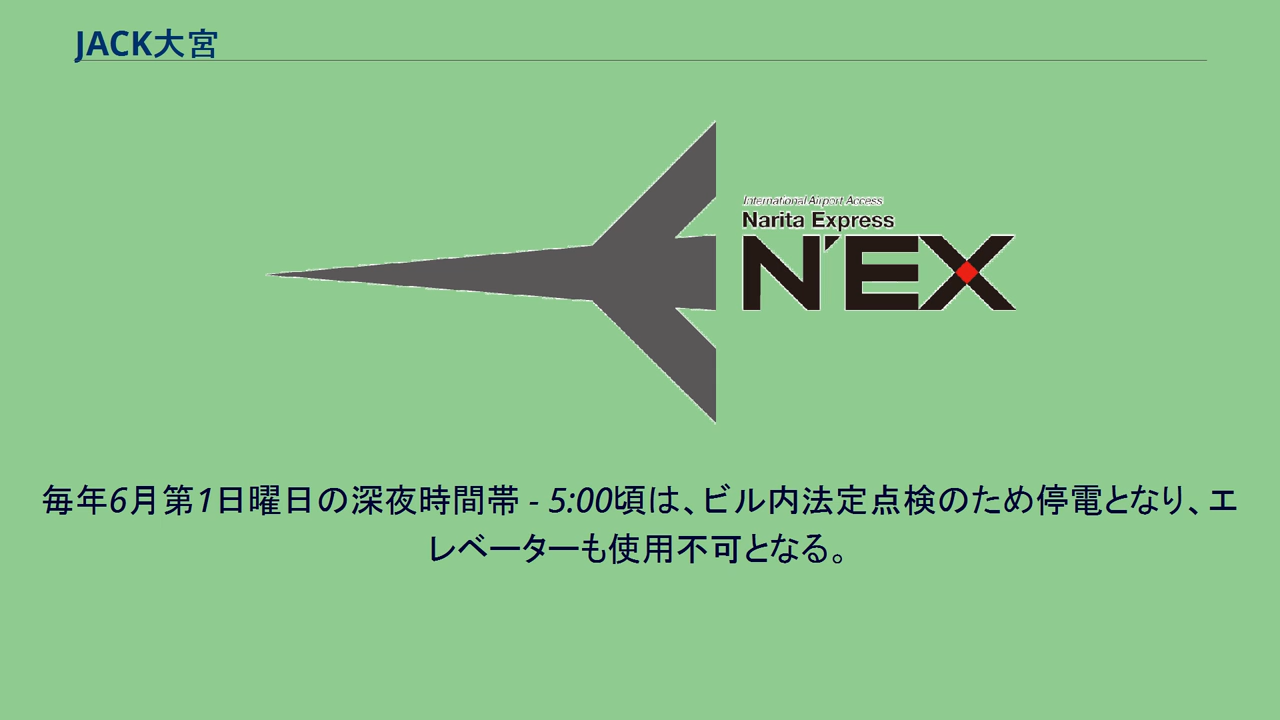 JACK大宮
International Airport Access
Narita Express
N'EX
毎年6月第1日曜日の深夜時間帯 - 5:00頃は、ビル内法定点検のため停電となり、エ
レベーターも使用不可となる。